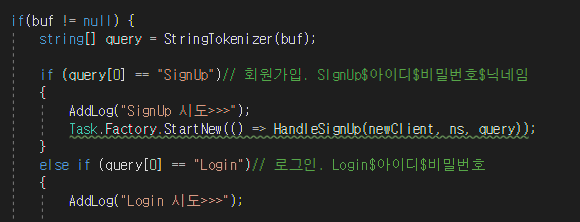 if(buf != null) {
string[] query = StringTokenizer(buf);
if (query[0] == "SignUp")// 회원가입. SIgnUp$아이디$비밀번호$닉네임
{
AddLog("SignUp 시도>>>");
Task.Factory.StartNew(() => HandleSignUp(newClient, ns, query));
}
else if (query[0] == "Login")// 로그인. Login$아이디$비밀번호
{
AddLog("Login 시도>>>");